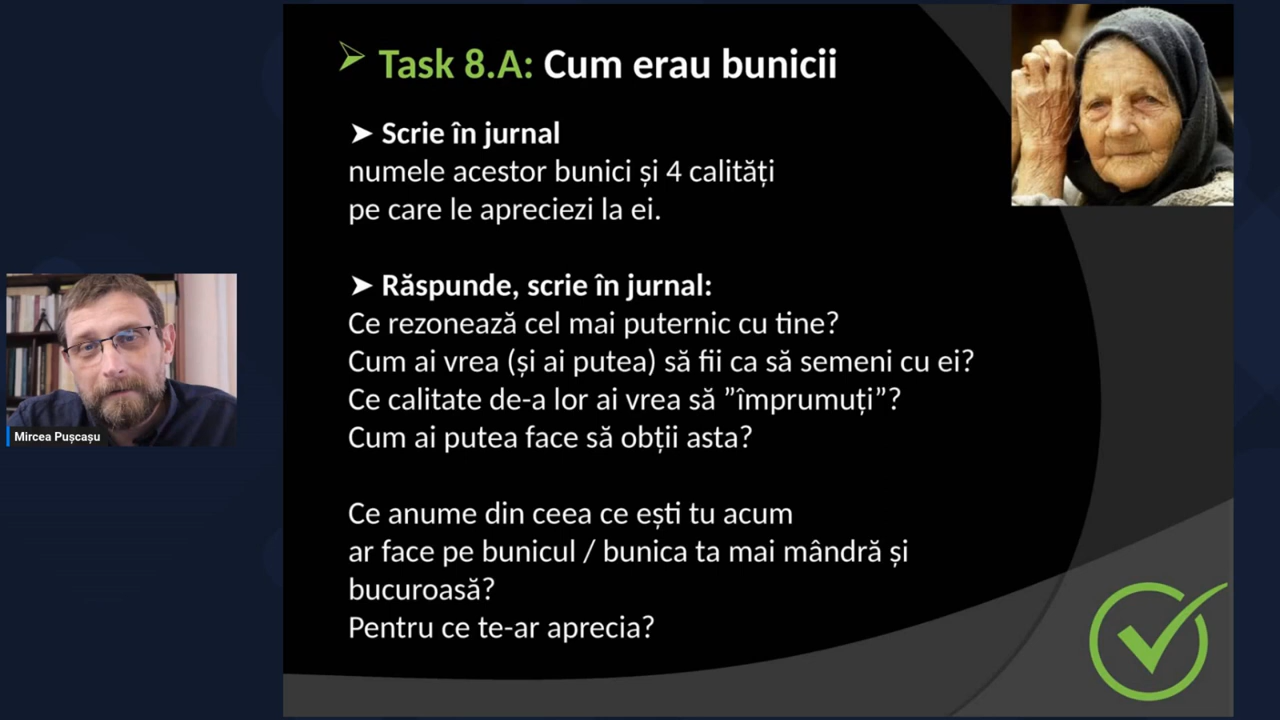 ➤ Task 8.A: Cum erau bunicii
➤ Scrie în jurnal
numele acestor bunici și 4 calități
pe care le apreciezi la ei.
➤ Răspunde, scrie în jurnal:
Ce rezonează cel mai puternic cu tine?
Cum ai vrea (și ai putea) să fii ca să semeni cu ei?
Ce calitate de-a lor ai vrea să ”împrumuți”?
Cum ai putea face să obții asta?
Ce anume din ceea ce ești tu acum
ar face pe bunicul / bunica ta mai mândră și
bucuroasă?
Pentru ce te-ar aprecia?
Mircea Pușcașu